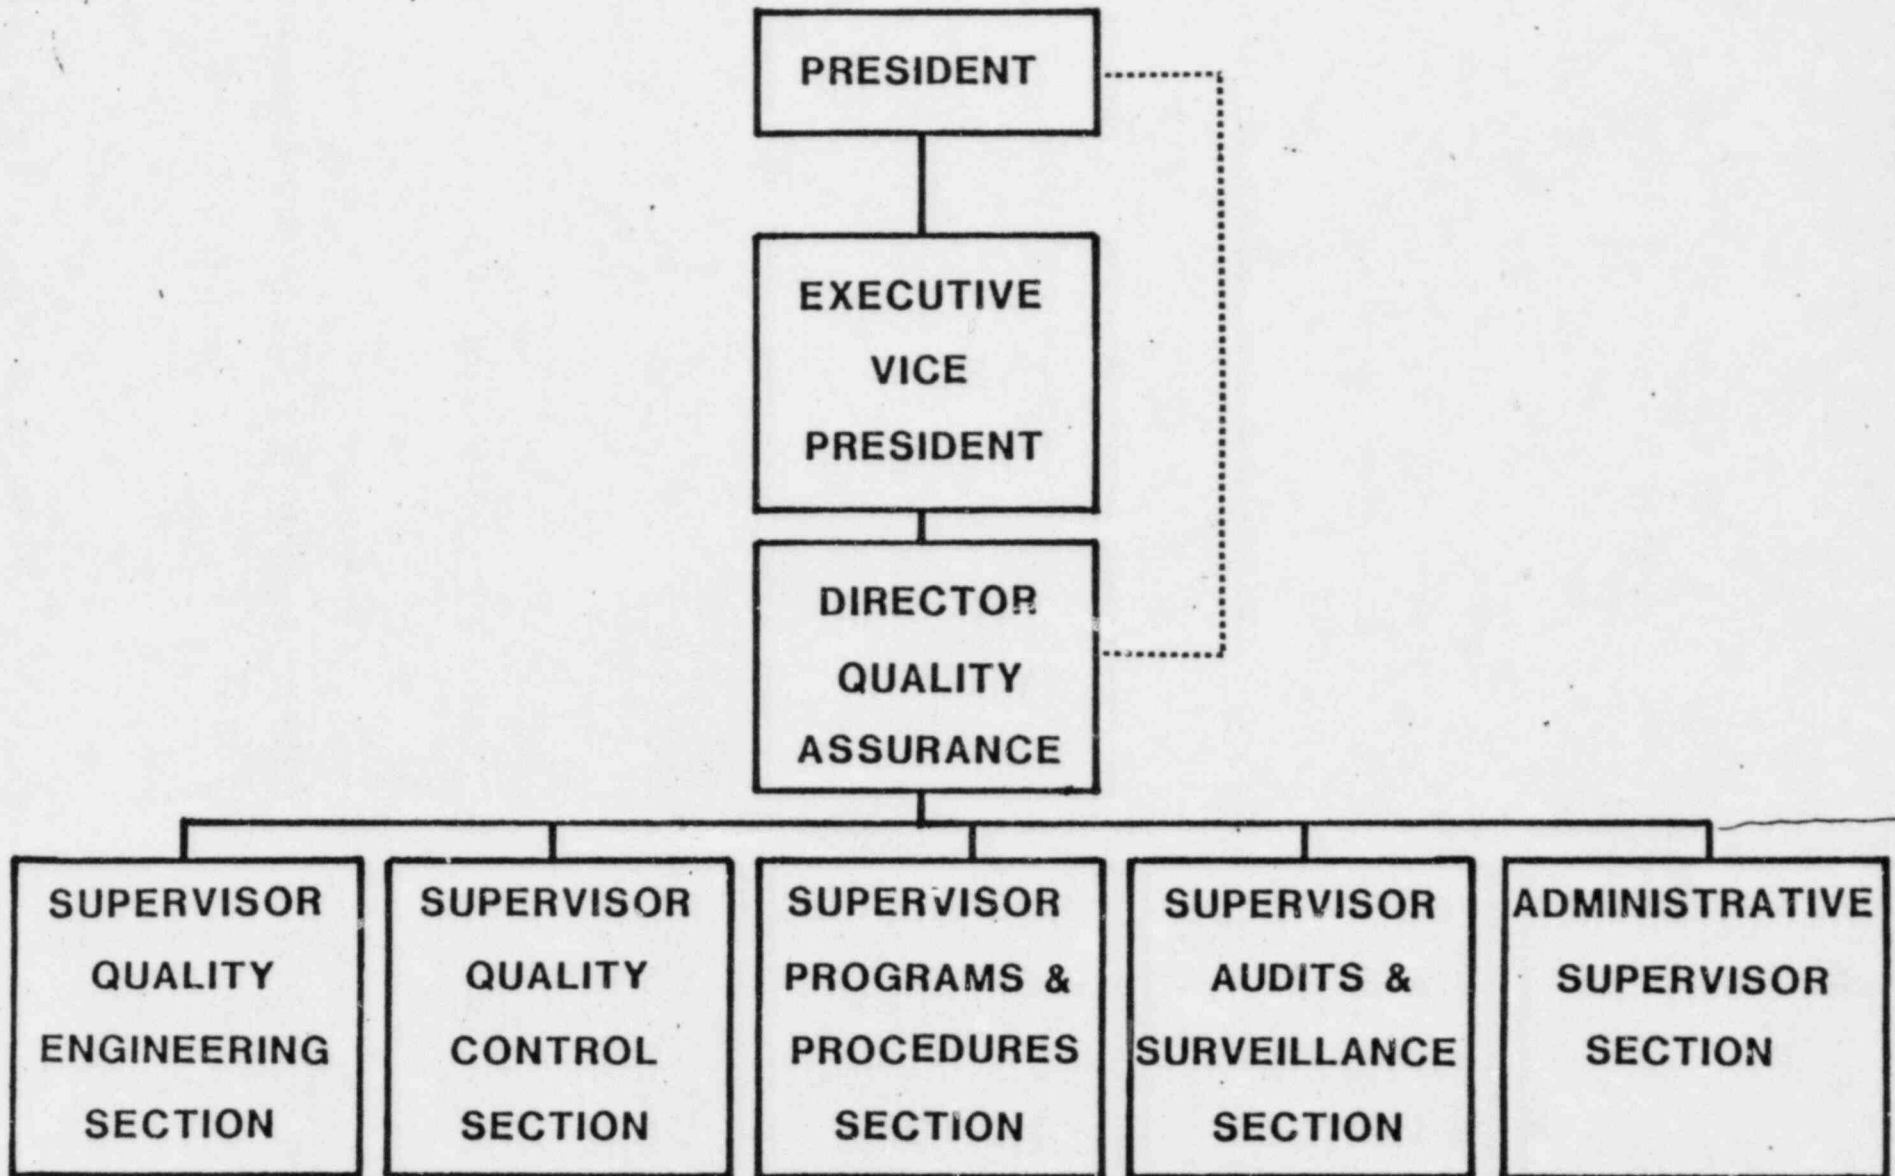 PRESIDENT
EXECUTIVE
VICE
PRESIDENT
DIRECTOR
QUALITY
ASSURANCE
SUPERVISOR
QUALITY
ENGINEERING
SECTION
SUPERVISOR
QUALITY
CONTROL
SECTION
SUPERVISOR
PROGRAMS &
PROCEDURES
SECTION
SUPERVISOR
AUDITS &
SURVEILLANCE
SECTION
ADMINISTRATIVE
SUPERVISOR
SECTION